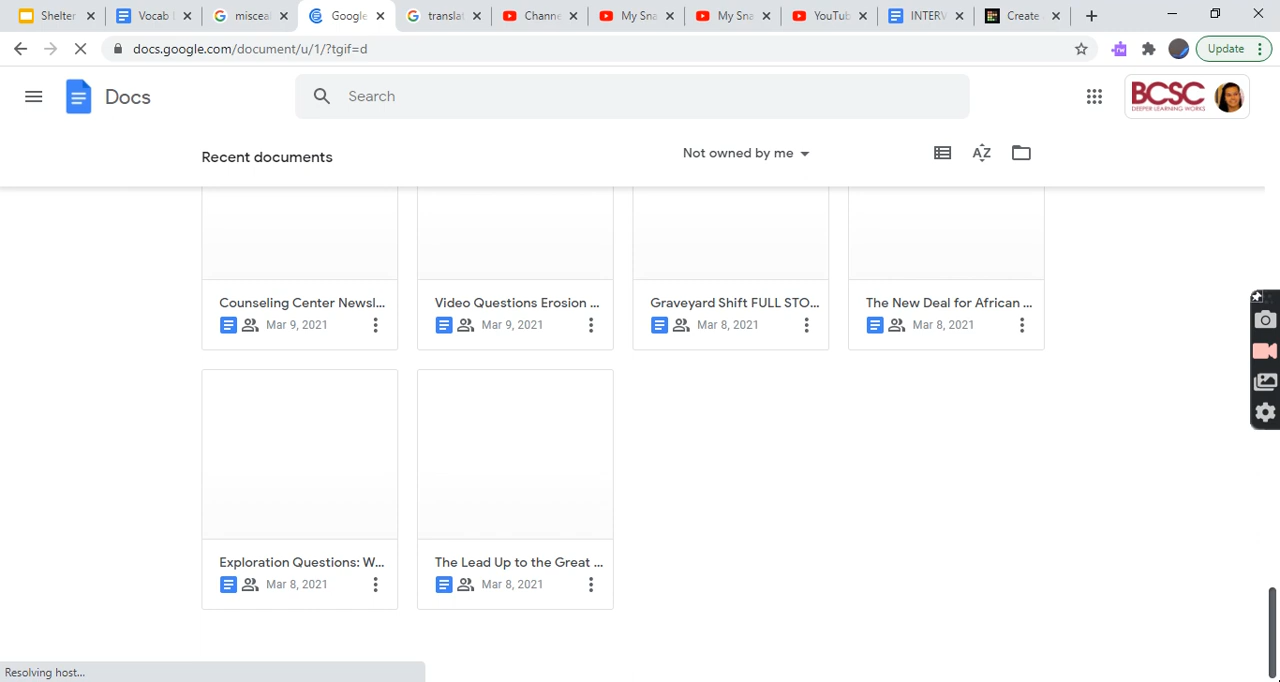 Shelter
Vocab
misceal
Google
translat
Channe
My Sna
My Sna
YouTub
INTERV
Create
docs.google.com/document/u/1/?tgif=d
Update
Docs
Search
BCSC
DEEPER LEARNING WORKS
Recent documents
Not owned by me
AZ
Counseling Center Newsl...
Video Questions Erosion ...
Graveyard Shift FULL STO...
The New Deal for African ...
Mar 9, 2021
Mar 9, 2021
Mar 8, 2021
Mar 8, 2021
Exploration Questions: W...
The Lead Up to the Great ...
Mar 8, 2021
Mar 8, 2021
Resolving host...